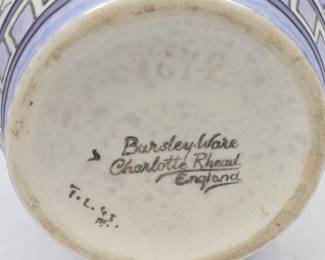 Bursley-Ware
Charlotte Rhead
England
T.L.